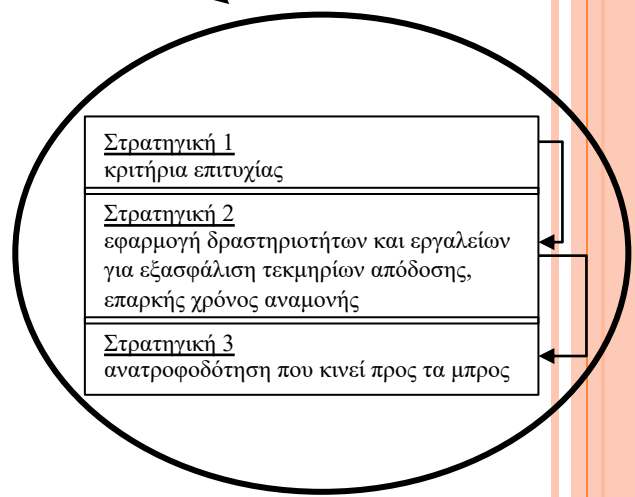 Στρατηγική 1
κριτήρια επιτυχίας
Στρατηγική 2
εφαρμογή δραστηριοτήτων και εργαλείων
για εξασφάλιση τεκμηρίων απόδοσης,
επαρκής χρόνος αναμονής
Στρατηγική 3
ανατροφοδότηση που κινεί προς τα μπρος